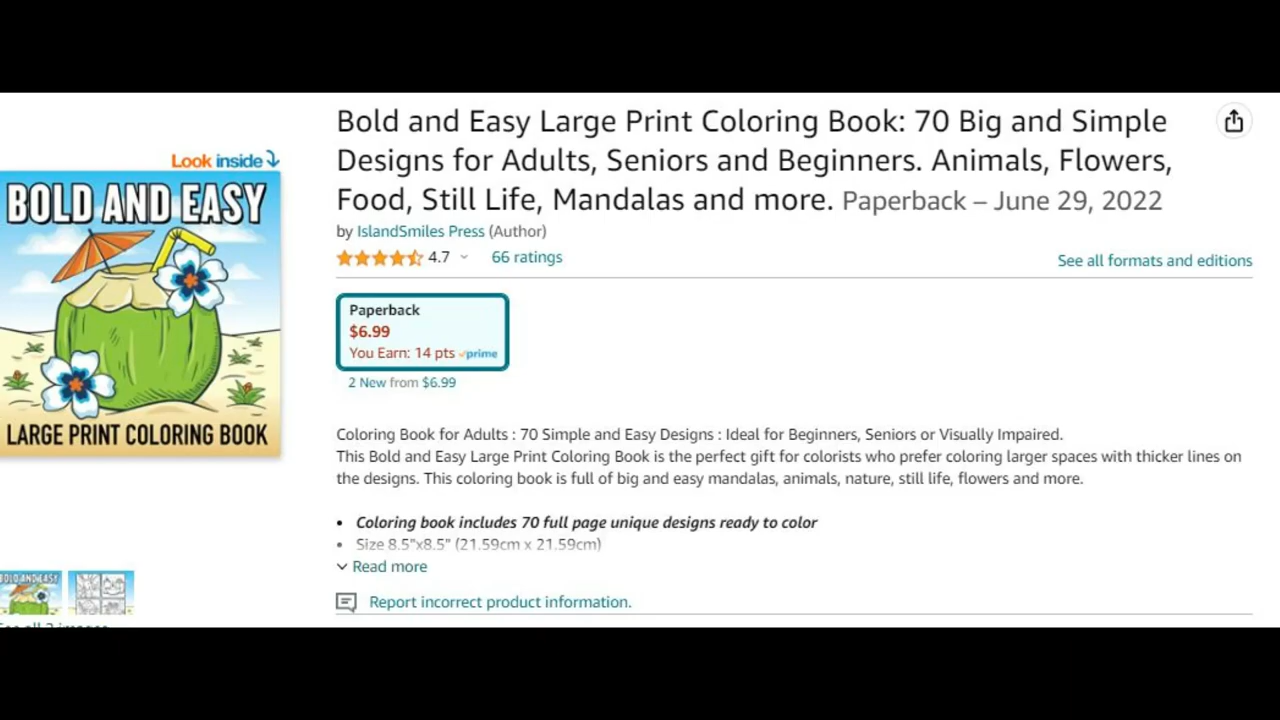 Look inside
BOLD AND EASY
LARGE PRINT COLORING BOOK
BOLD AND EASY
Bold and Easy Large Print Coloring Book: 70 Big and Simple
Designs for Adults, Seniors and Beginners. Animals, Flowers,
Food, Still Life, Mandalas and more. Paperback – June 29, 2022
by IslandSmiles Press (Author)
4.7
66 ratings
See all formats and editions
Paperback
$6.99
You Earn: 14 pts prime
2 New from $6.99
Coloring Book for Adults : 70 Simple and Easy Designs : Ideal for Beginners, Seniors or Visually Impaired.
This Bold and Easy Large Print Coloring Book is the perfect gift for colorists who prefer coloring larger spaces with thicker lines on
the designs. This coloring book is full of big and easy mandalas, animals, nature, still life, flowers and more.
• Coloring book includes 70 full page unique designs ready to color
• Size 8.5"x8.5" (21.59cm x 21.59cm)
Read more
Report incorrect product information.